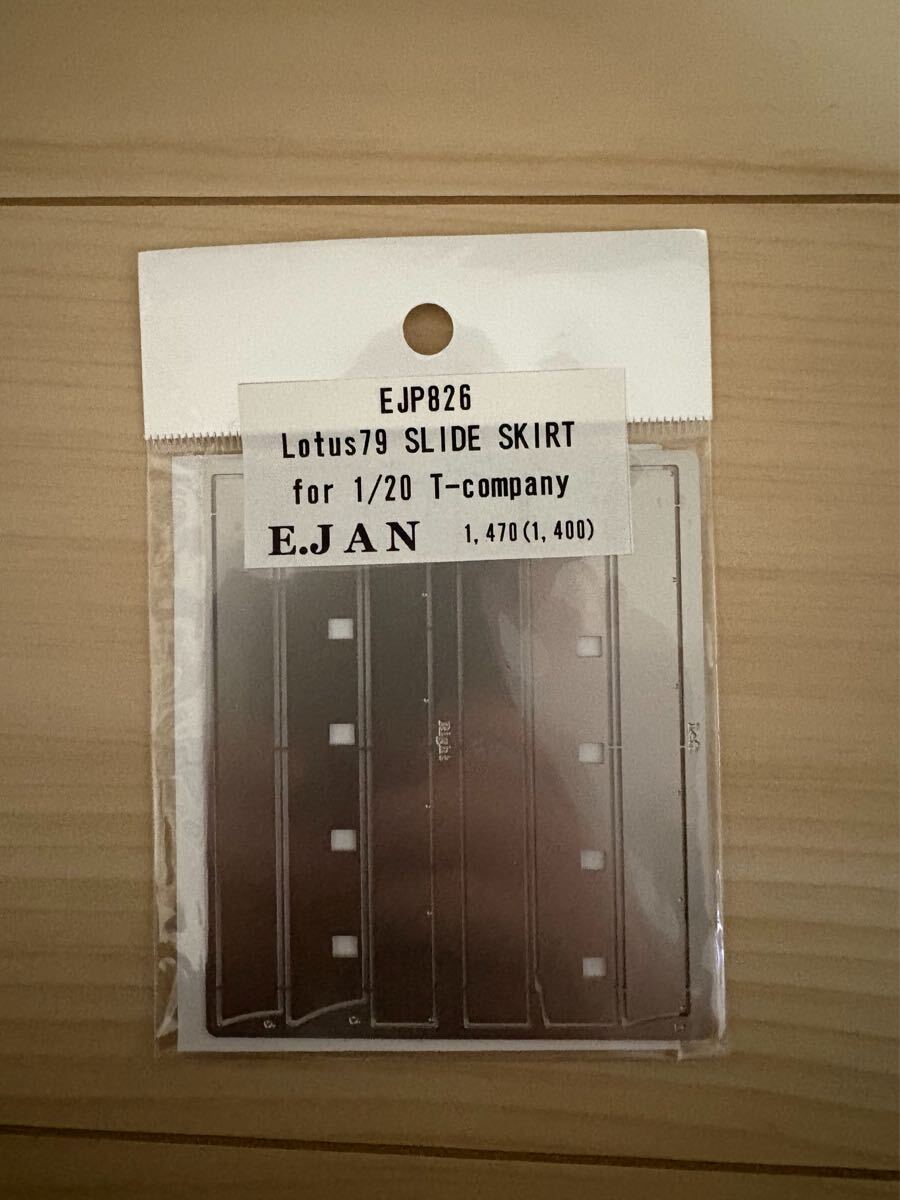 EJP826
Lotus79 SLIDE SKIRT
for 1/20 T-company
E.JAN 1,470(1,400)
Right
Left